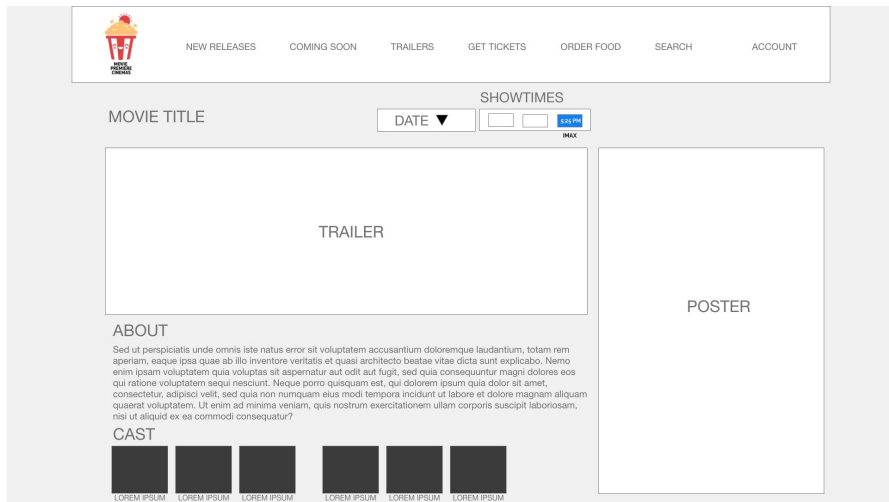 MOVIE
PREMIERE
CINEMAS
NEW RELEASES COMING SOON TRAILERS GET TICKETS ORDER FOOD SEARCH ACCOUNT
SHOWTIMES
MOVIE TITLE
DATE
5:25 PM
IMAX
TRAILER
POSTER
ABOUT
Sed ut perspiciatis unde omnis iste natus error sit voluptatem accusantium doloremque laudantium, totam rem
aperiam, eaque ipsa quae ab illo inventore veritatis et quasi architecto beatae vitae dicta sunt explicabo. Nemo
enim ipsam voluptatem quia voluptas sit aspernatur aut odit aut fugit, sed quia consequuntur magni dolores eos
qui ratione voluptatem sequi nesciunt. Neque porro quisquam est, qui dolorem ipsum quia dolor sit amet,
consectetur, adipisci velit, sed quia non numquam eius modi tempora incidunt ut labore et dolore magnam aliquam
quaerat voluptatem. Ut enim ad minima veniam, quis nostrum exercitationem ullam corporis suscipit laboriosam,
nisi ut aliquid ex ea commodi consequatur?
CAST
LOREM IPSUM LOREM IPSUM LOREM IPSUM LOREM IPSUM LOREM IPSUM LOREM IPSUM